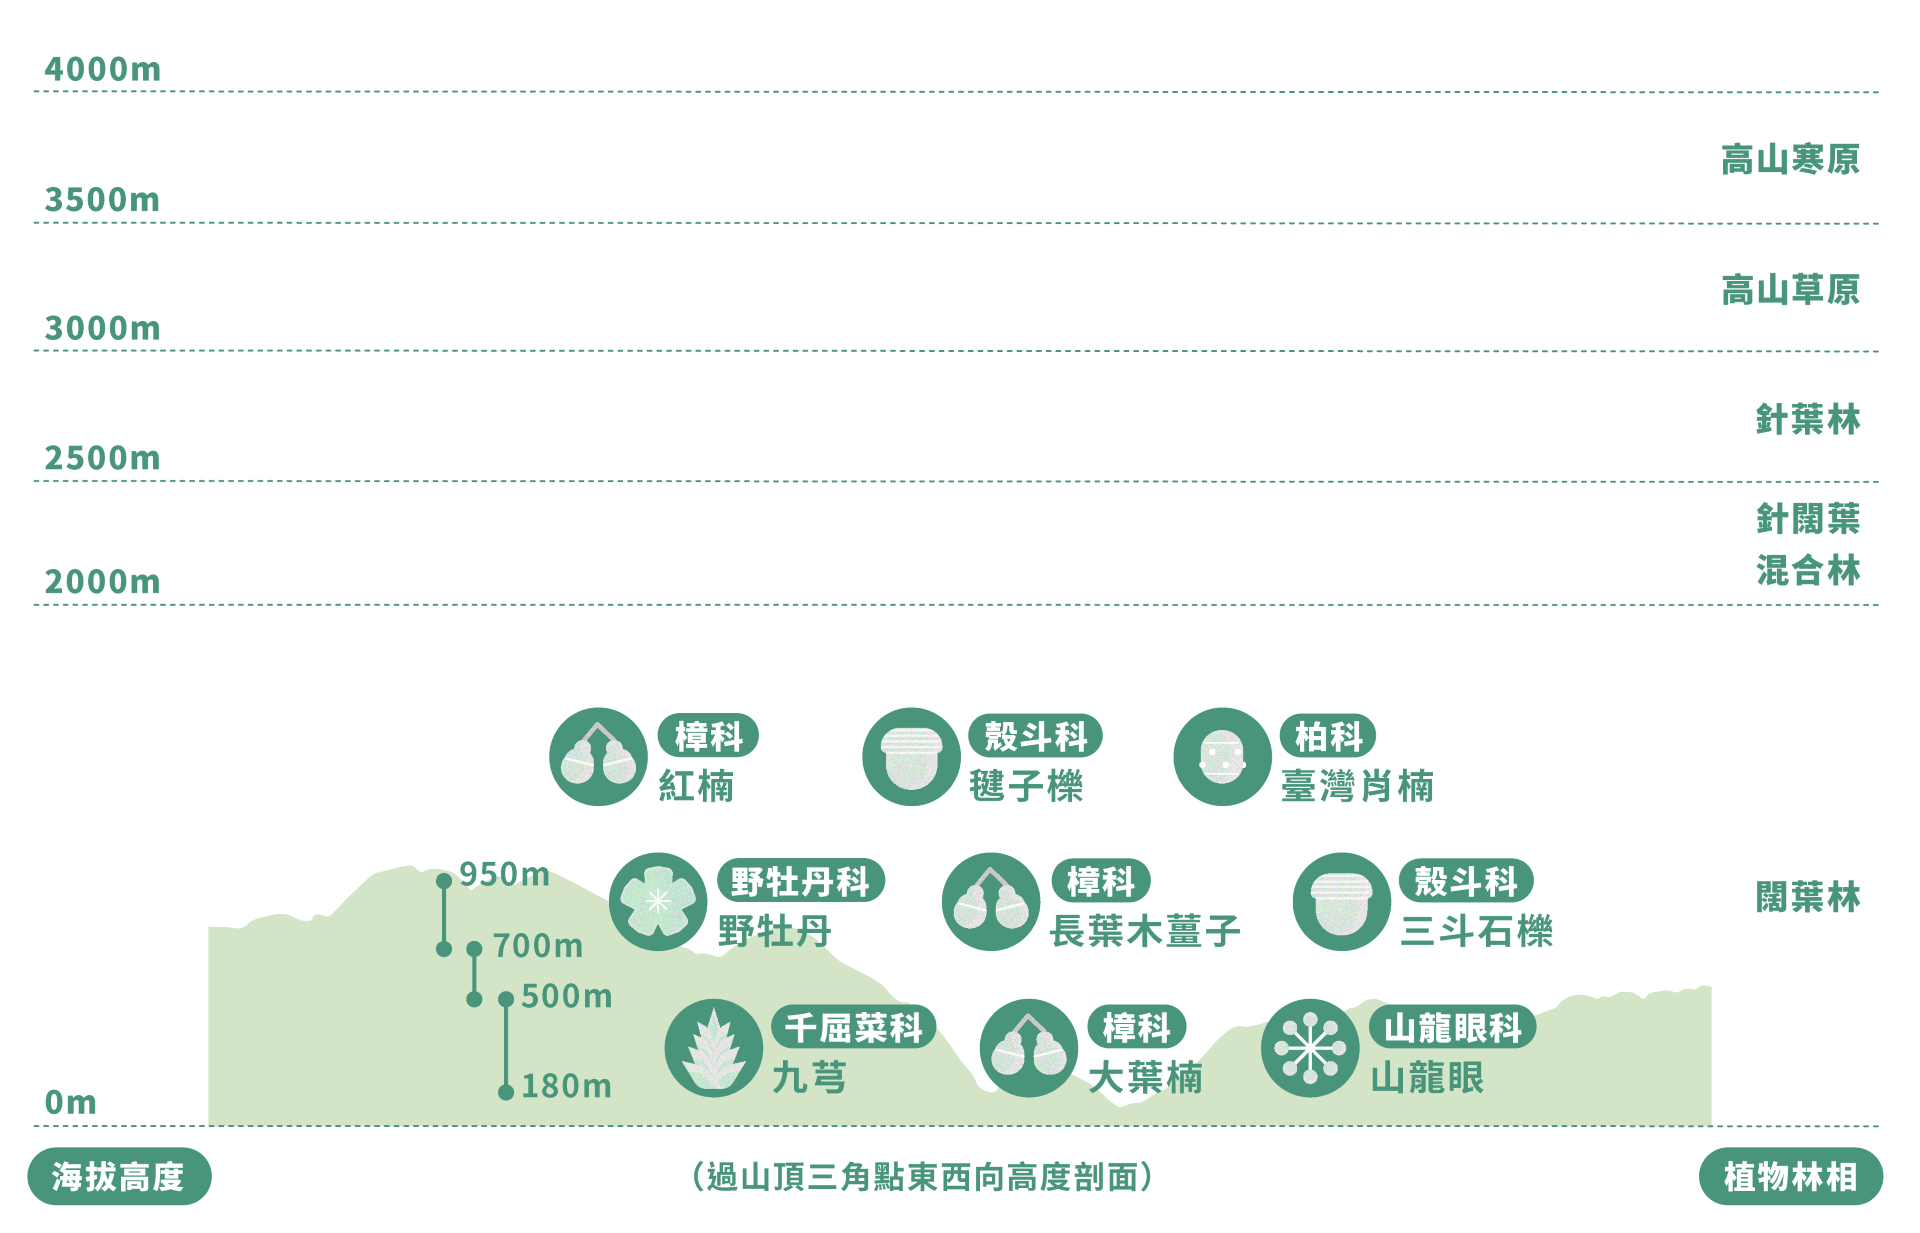 4000m
高山寒原
3500m
高山草原
3000m
針葉林
2500m
針闊葉
混合林
2000m
樟科
紅楠
殼斗科
毽子櫟
柏科
臺灣肖楠
950m
野牡丹科
野牡丹
樟科
長葉木薑子
殼斗科
三斗石櫟
闊葉林
700m
500m
千屈菜科
九芎
樟科
大葉楠
山龍眼科
山龍眼
180m
0m
海拔高度
（過山頂三角點東西向高度剖面）
植物林相